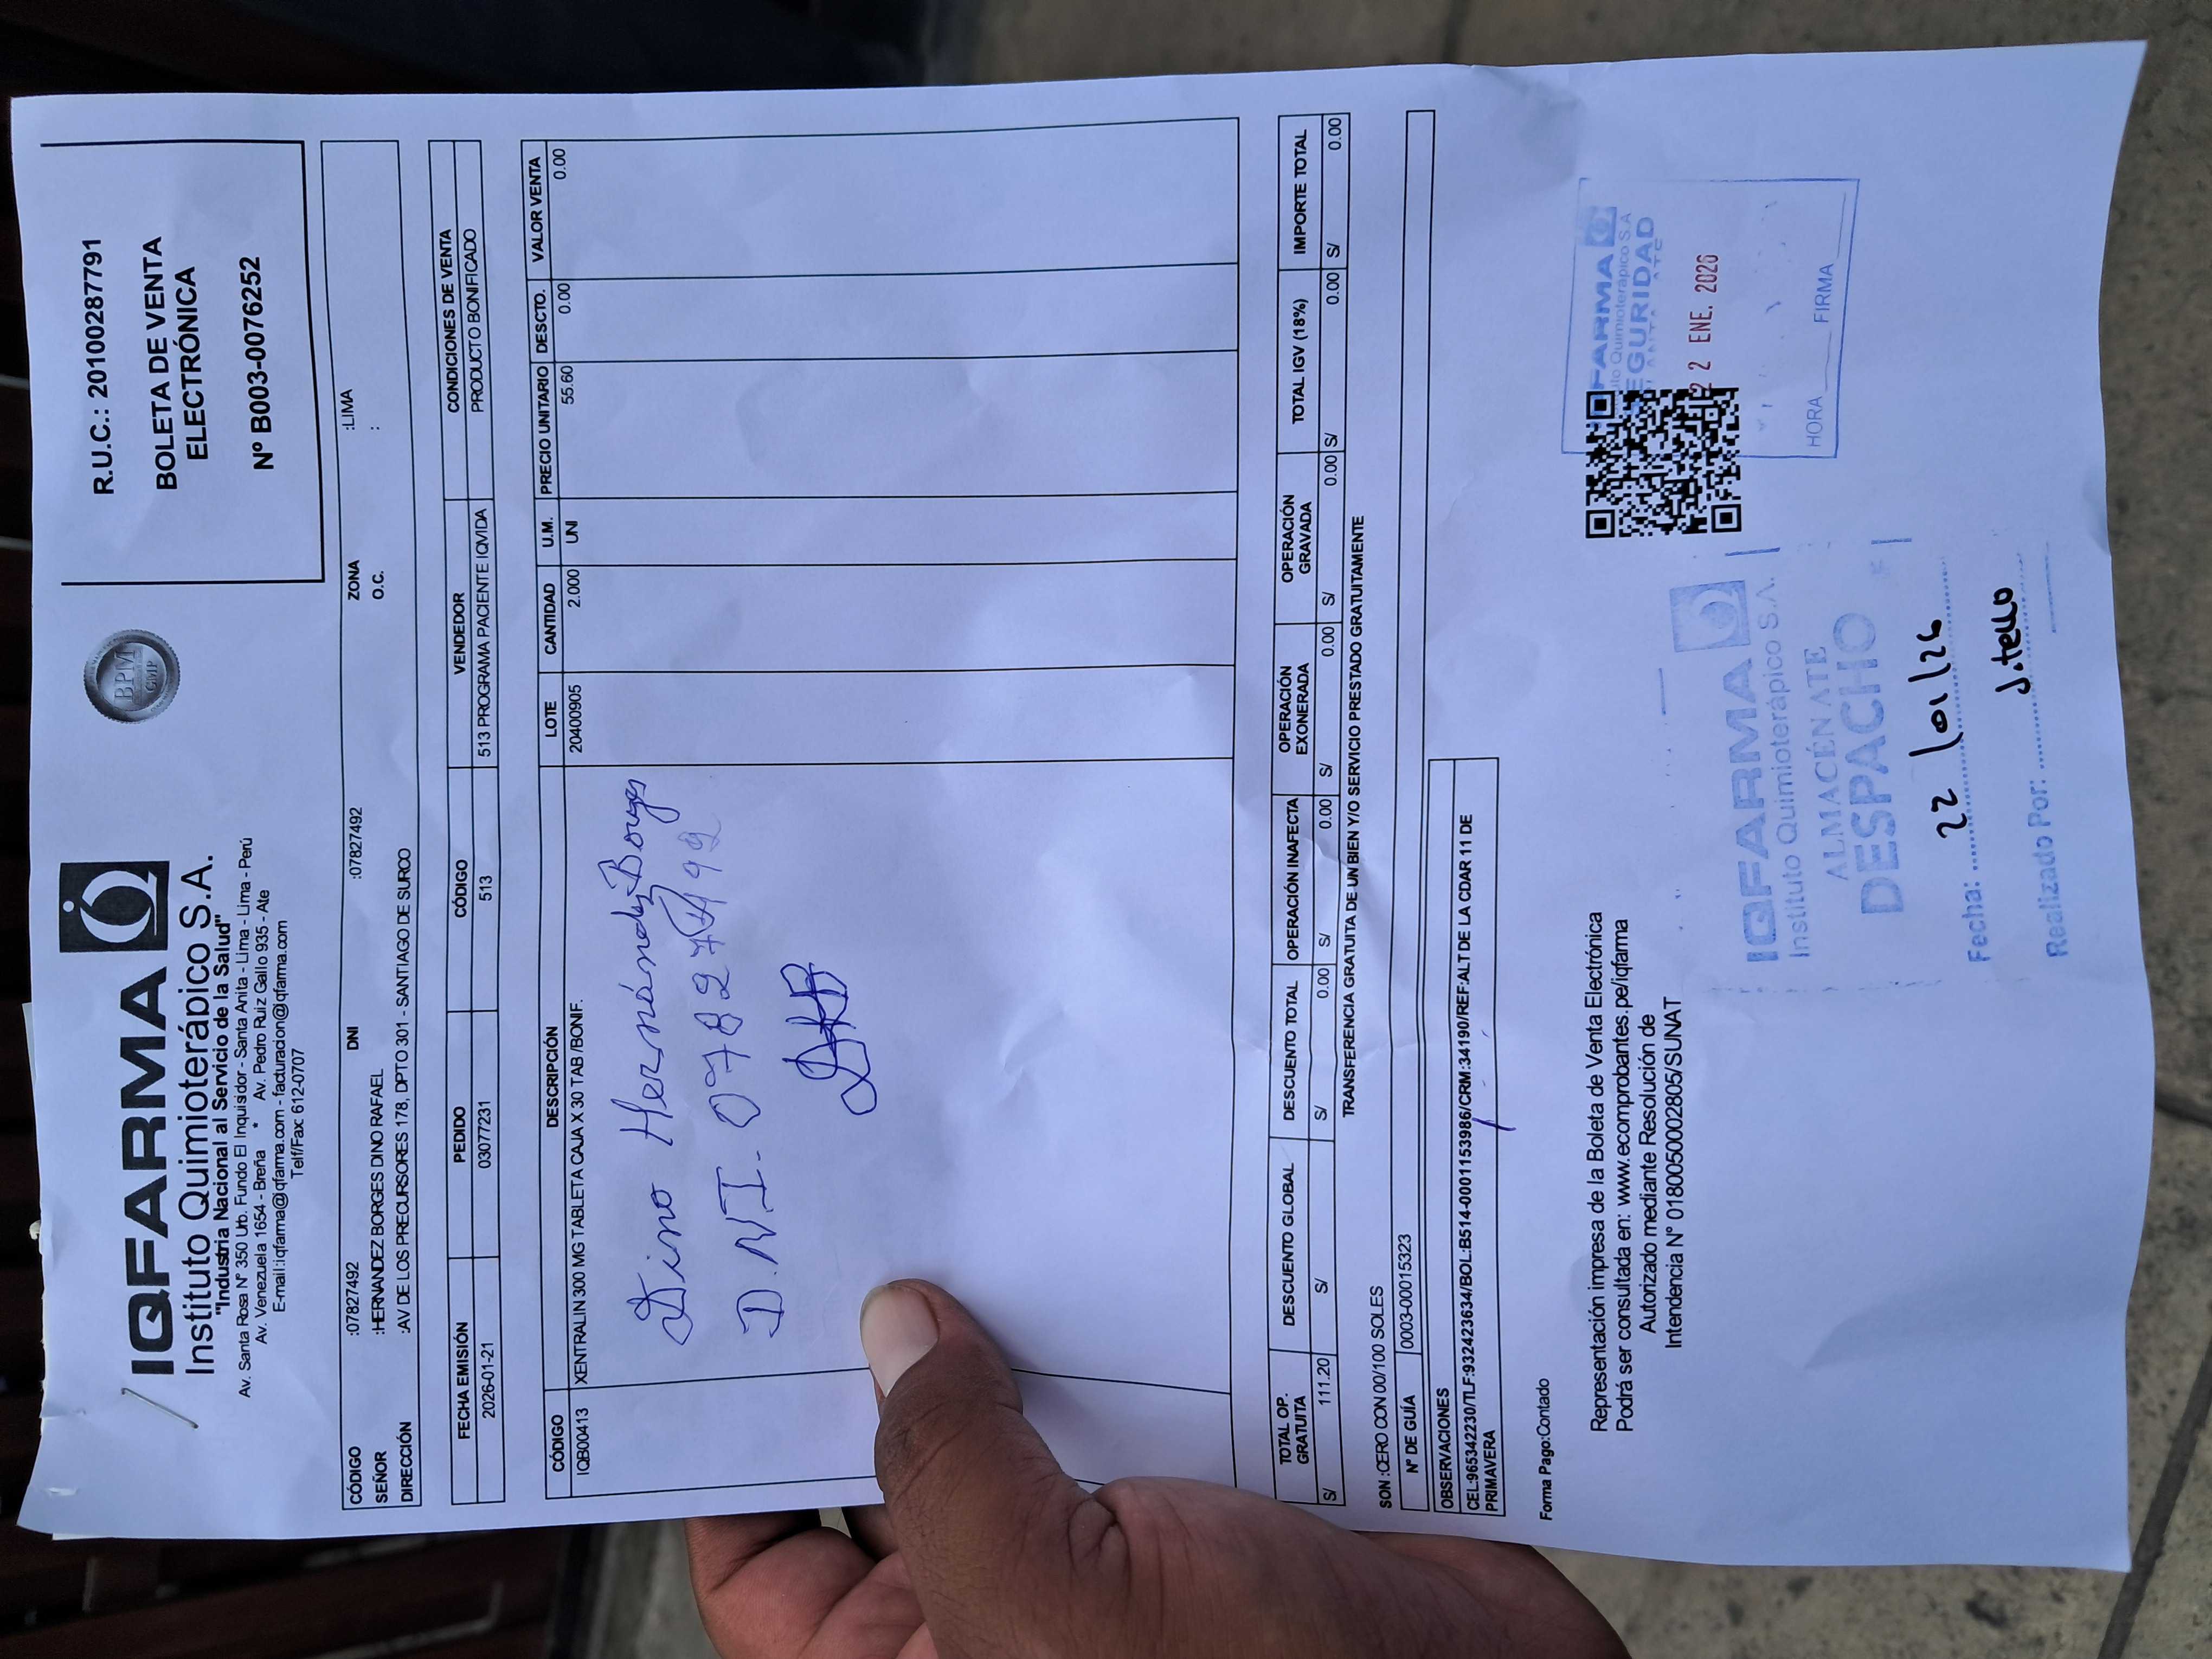 IQFARMA
Instituto Quimioterápico S.A.
"Industria Nacional al Servicio de la Salud"
Av. Santa Rosa Nº 350 Urb. Fundo El Inquisidor - Santa Anita - Lima - Lima - Perú
Av. Venezuela 1654 - Breña * Av. Pedro Ruiz Gallo 935 - Ate
E-mail:iqfarma@iqfarma.com - facturacion@iqfarma.com
Telf/Fax: 612-0707
BPM
GMP
R.U.C.: 20100287791
BOLETA DE VENTA
ELECTRÓNICA
Nº B003-0076252
CÓDIGO :07827492 DNI :07827492 ZONA :LIMA
SEÑOR :HERNANDEZ BORGES DINO RAFAEL O.C. :
DIRECCIÓN :AV DE LOS PRECURSORES 178, DPTO 301 - SANTIAGO DE SURCO
FECHA EMISIÓN PEDIDO CÓDIGO VENDEDOR CONDICIONES DE VENTA
2026-01-21 03077231 513 513 PROGRAMA PACIENTE IQVIDA PRODUCTO BONIFICADO
CÓDIGO DESCRIPCIÓN LOTE CANTIDAD U.M. PRECIO UNITARIO DESCTO. VALOR VENTA
IQB00413 XENTRALIN 300 MG TABLETA CAJA X 30 TAB /BONIF. 20400905 2.000 UNI 55.60 0.00 0.00
Dino Hernández Borges
D.N.I. 07827492
TOTAL OP. GRATUITA DESCUENTO GLOBAL DESCUENTO TOTAL OPERACIÓN INAFECTA OPERACIÓN EXONERADA OPERACIÓN GRAVADA TOTAL IGV (18%) IMPORTE TOTAL
S/ 111.20 S/ S/ 0.00 S/ 0.00 S/ 0.00 S/ 0.00 S/ 0.00 S/ 0.00
TRANSFERENCIA GRATUITA DE UN BIEN Y/O SERVICIO PRESTADO GRATUITAMENTE
SON :CERO CON 00/100 SOLES
Nº DE GUÍA 0003-00015323
OBSERVACIONES
CEL:965342230/TLF:932423634/BOL:B514-0001153986/CRM:34190/REF:ALT DE LA CDAR 11 DE
PRIMAVERA
Forma Pago:Contado
Representación impresa de la Boleta de Venta Electrónica
Podrá ser consultada en: www.ecomprobantes.pe/iqfarma
Autorizado mediante Resolución de
Intendencia N° 0180050002805/SUNAT
IQFARMA
Instituto Quimioterápico S.A.
ALMACÉN ATE
DESPACHO
Fecha: 22/01/26
Realizado Por: J.tello
FARMA
Quimioterápico S.A
SEGURIDAD
22 ENE. 2026
HORA FIRMA